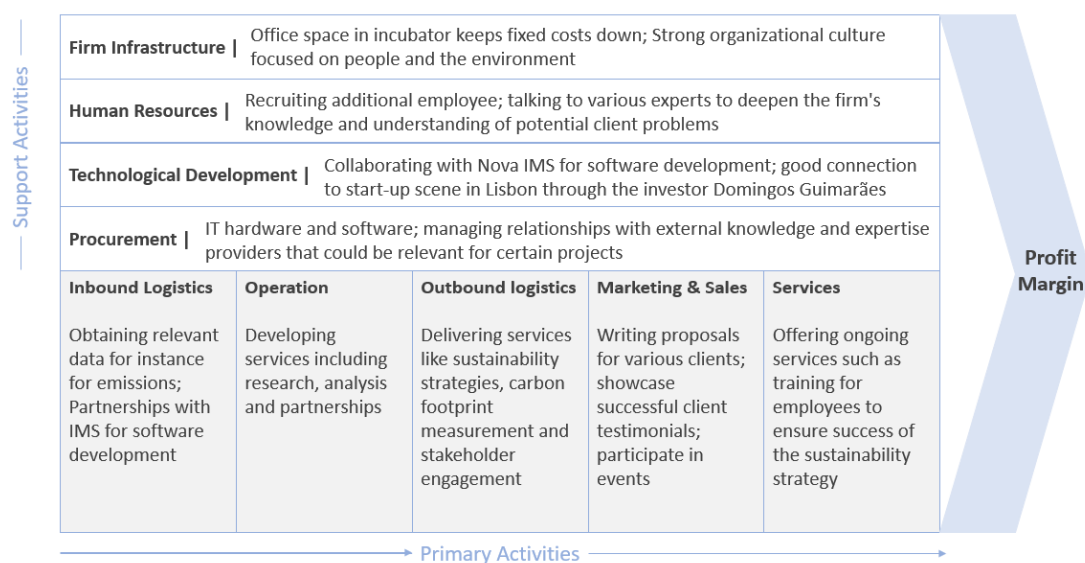 Support Activities
Firm Infrastructure | Office space in incubator keeps fixed costs down; Strong organizational culture
focused on people and the environment
Human Resources | Recruiting additional employee; talking to various experts to deepen the firm's
knowledge and understanding of potential client problems
Technological Development | Collaborating with Nova IMS for software development; good connection
to start-up scene in Lisbon through the investor Domingos Guimarães
Procurement | IT hardware and software; managing relationships with external knowledge and expertise
providers that could be relevant for certain projects
Inbound Logistics
Obtaining relevant
data for instance
for emissions;
Partnerships with
IMS for software
development
Operation
Developing
services including
research, analysis
and partnerships
Outbound logistics
Delivering services
like sustainability
strategies, carbon
footprint
measurement and
stakeholder
engagement
Marketing & Sales
Writing proposals
for various clients;
showcase
successful client
testimonials;
participate in
events
Services
Offering ongoing
services such as
training for
employees to
ensure success of
the sustainability
strategy
Profit
Margin
Primary Activities